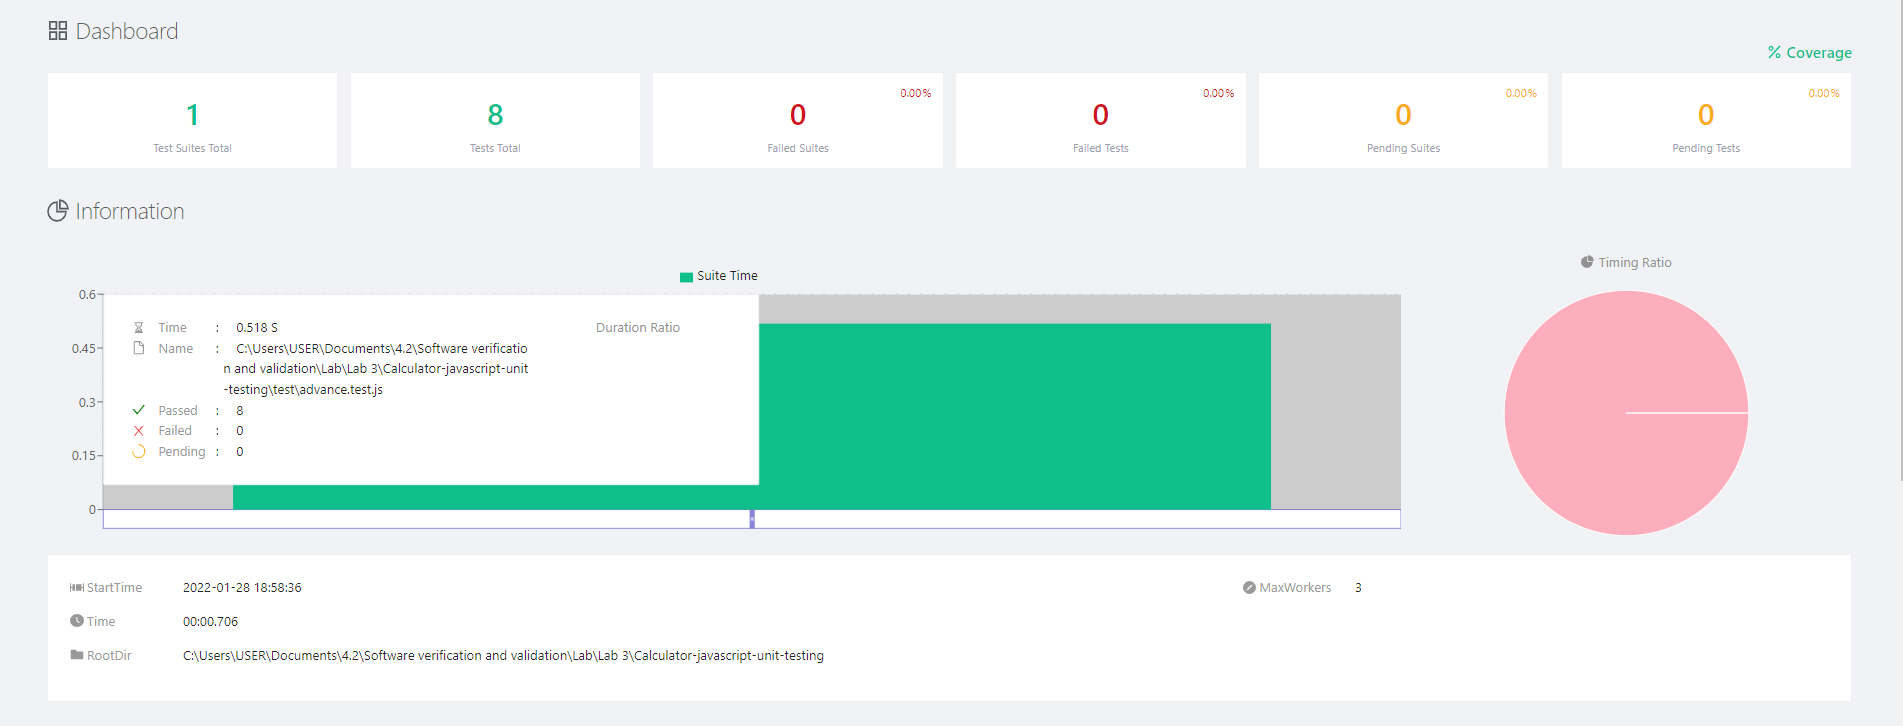 Dashboard
% Coverage
1
Test Suites Total
8
Tests Total
0.00%
0
Failed Suites
0.00%
0
Failed Tests
0.00%
0
Pending Suites
0.00%
0
Pending Tests
Information
Suite Time
Timing Ratio
0.6
0.45
0.3
0.15
0
Time : 0.518 S
Duration Ratio
Name : C:\Users\USER\Documents\4.2\Software verificatio
n and validation\Lab\Lab 3\Calculator-javascript-unit
-testing\test\advance.test.js
Passed : 8
Failed : 0
Pending : 0
StartTime 2022-01-28 18:58:36
MaxWorkers 3
Time 00:00.706
RootDir C:\Users\USER\Documents\4.2\Software verification and validation\Lab\Lab 3\Calculator-javascript-unit-testing